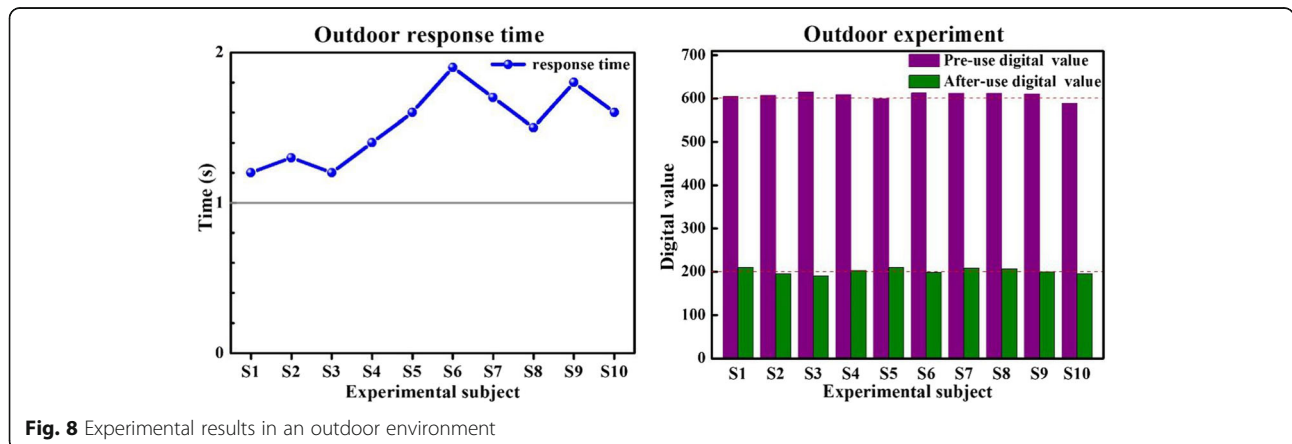 Outdoor response time
2
response time
1
0
Time (s)
S1 S2 S3 S4 S5 S6 S7 S8 S9 S10
Experimental subject
Outdoor experiment
700
Pre-use digital value
After-use digital value
600
500
400
300
200
100
0
Digital value
S1 S2 S3 S4 S5 S6 S7 S8 S9 S10
Experimental subject
Fig. 8 Experimental results in an outdoor environment